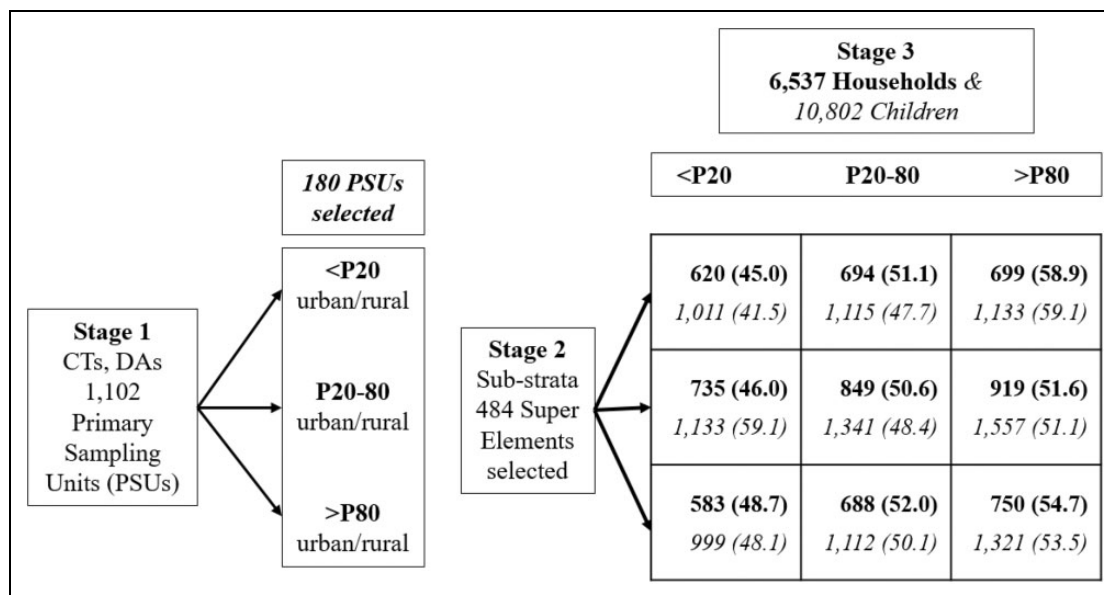 Stage 3
6,537 Households &
10,802 Children
180 PSUs
selected
<P20 P20-80 >P80
<P20
urban/rural
P20-80
urban/rural
>P80
urban/rural
Stage 1
CTs, DAs
1,102
Primary
Sampling
Units (PSUs)
Stage 2
Sub-strata
484 Super
Elements
selected
620 (45.0) 694 (51.1) 699 (58.9)
1,011 (41.5) 1,115 (47.7) 1,133 (59.1)
735 (46.0) 849 (50.6) 919 (51.6)
1,133 (59.1) 1,341 (48.4) 1,557 (51.1)
583 (48.7) 688 (52.0) 750 (54.7)
999 (48.1) 1,112 (50.1) 1,321 (53.5)